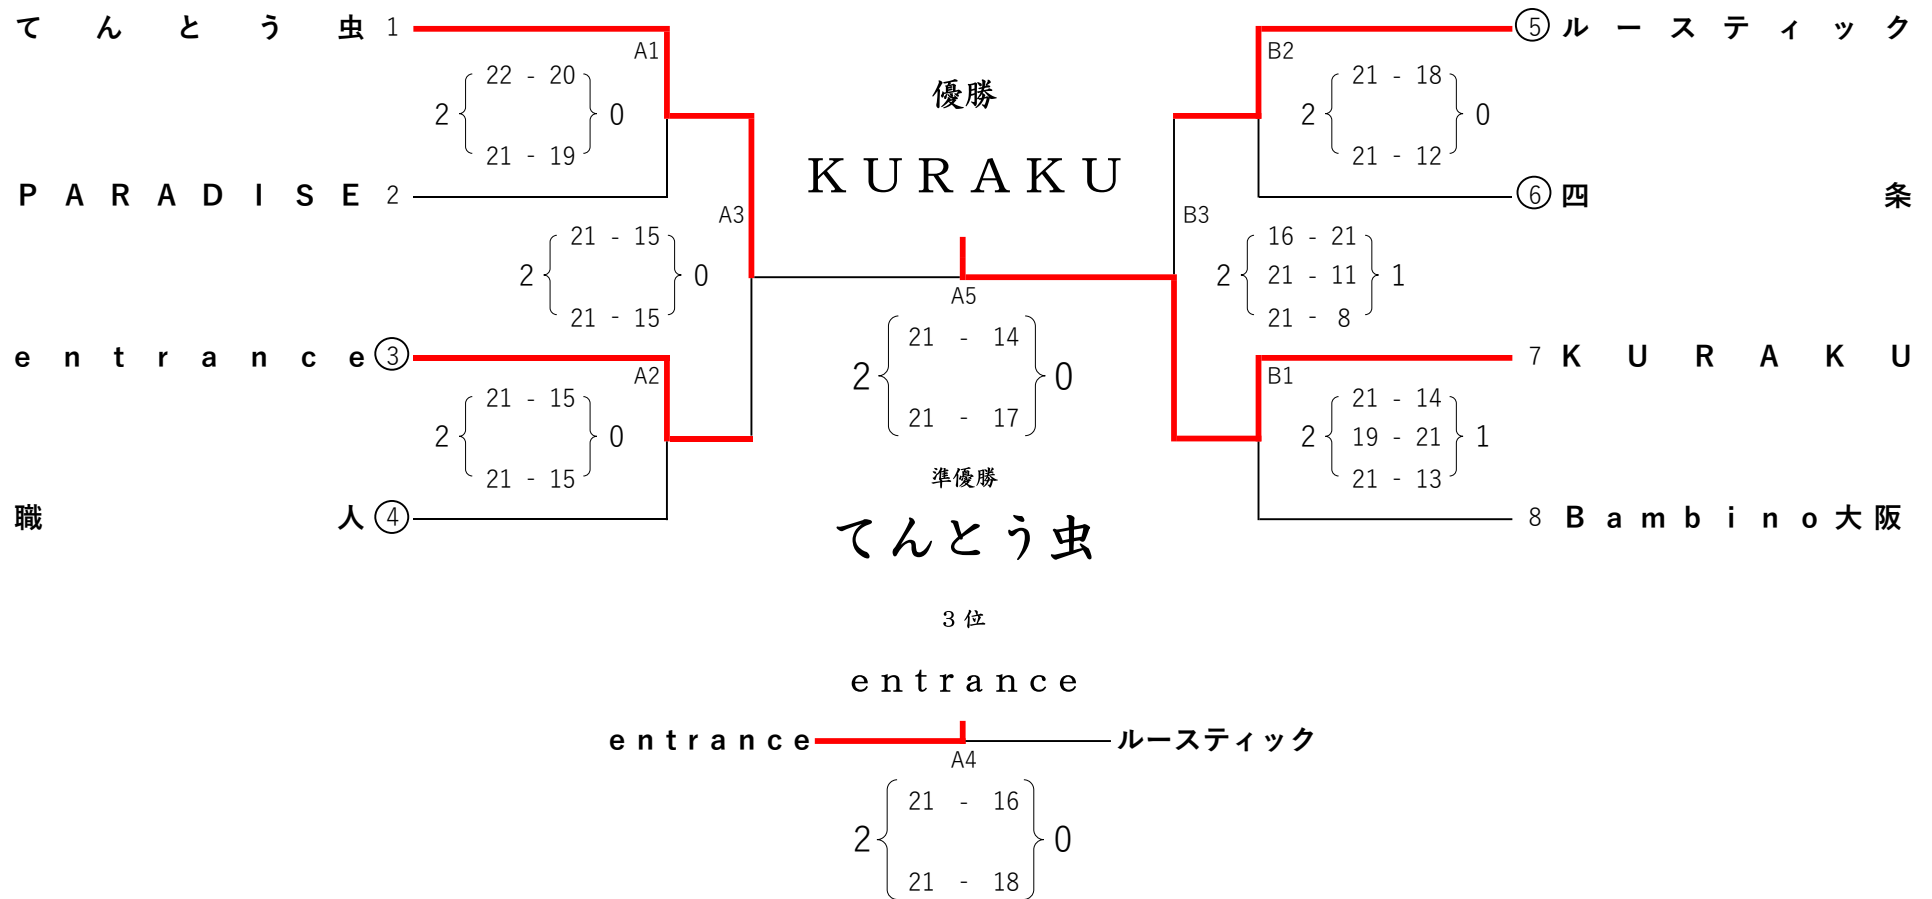 てんとう虫 1
A1
22 - 20
2 0
21 - 19
PARADISE 2
A3
21 - 15
2 0
21 - 15
entrance ③
A2
21 - 15
2 0
21 - 15
職人 ④
優勝
KURAKU
A5
21 - 14
2 0
21 - 17
準優勝
てんとう虫
3位
entrance
⑤ ルースティック
B2
21 - 18
2 0
21 - 12
⑥ 四条
B3
16 - 21
2 21 - 11 1
21 - 8
7 KURAKU
B1
21 - 14
2 19 - 21 1
21 - 13
8 Bambino大阪
entrance ルースティック
A4
21 - 16
2 0
21 - 18